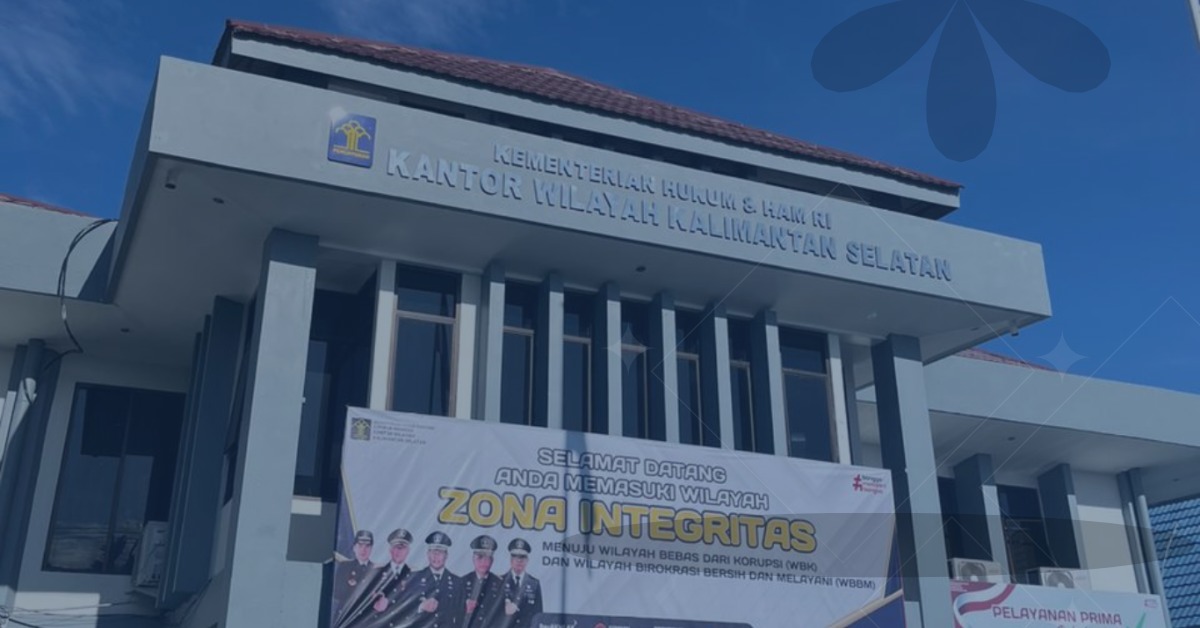 KEMENTERIAN HUKUM & HAM RI
KANTOR WILAYAH KALIMANTAN SELATAN
PENGAYOMAN
SELAMAT DATANG
ANDA MEMASUKI WILAYAH
ZONA INTEGRITAS
MENUJU WILAYAH BEBAS DARI KORUPSI (WBK)
DAN WILAYAH BIROKRASI BERSIH DAN MELAYANI (WBBM)
PELAYANAN PRIMA